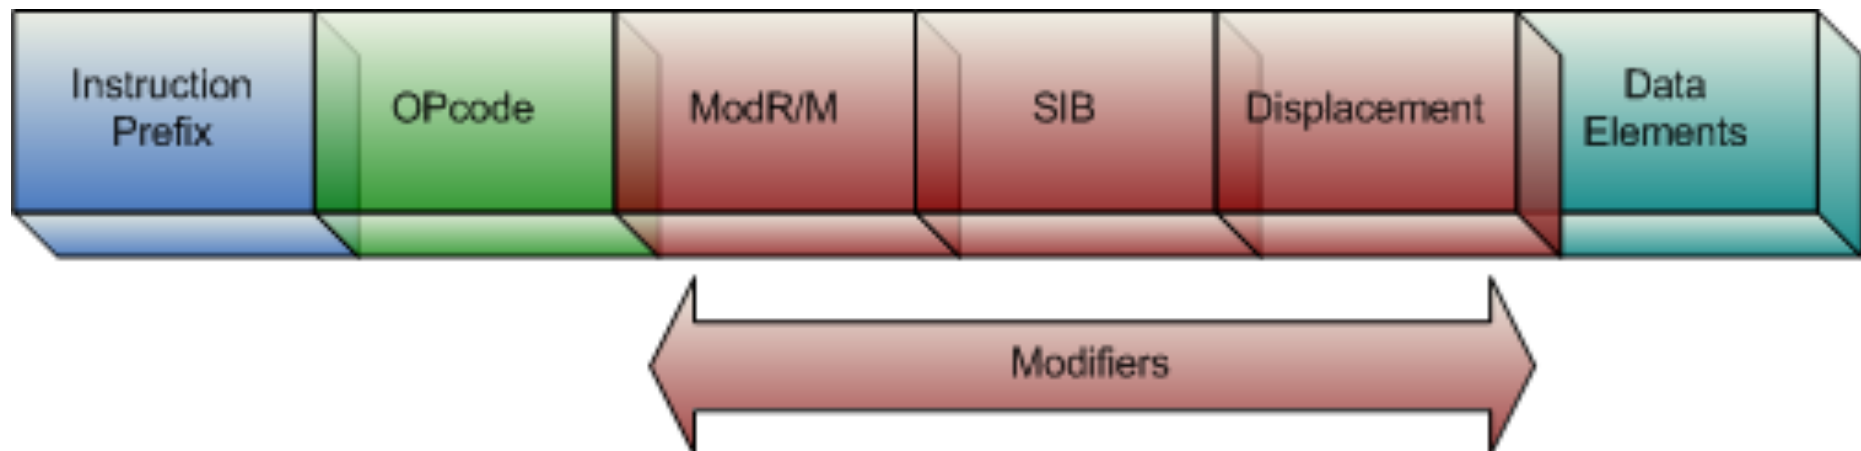 Instruction
Prefix
OPcode
ModR/M
SIB
Displacement
Data
Elements
Modifiers